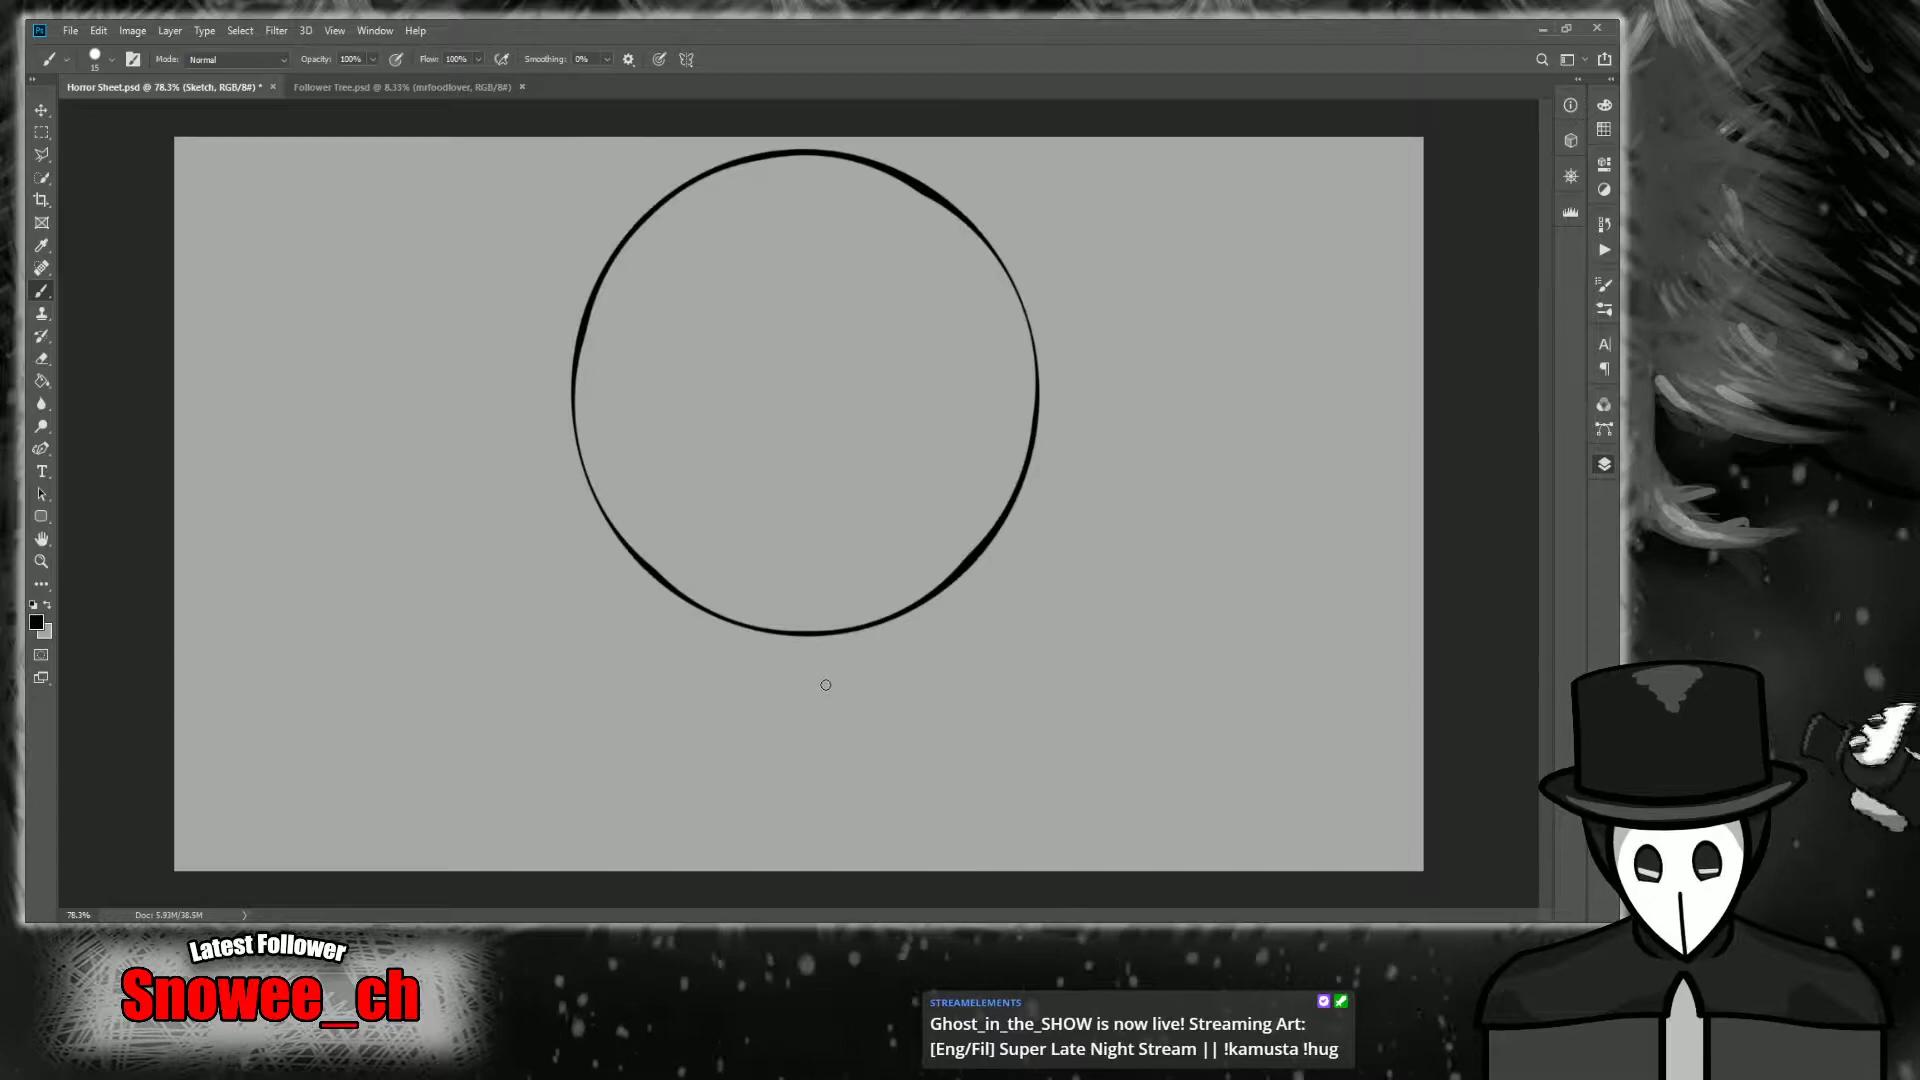 Ps File Edit Image Layer Type Select Filter 3D View Window Help
15 Mode: Normal Opacity: 100% Flow: 100% Smoothing: 0%
Horror Sheet.psd @ 78.3% (Sketch, RGB/8#) * × Follower Tree.psd @ 8.33% (mrfoodlover, RGB/8#) ×
78.3% Doc: 5.93M/38.5M
Latest Follower
Snowee_ch
STREAMELEMENTS
Ghost_in_the_SHOW is now live! Streaming Art:
[Eng/Fil] Super Late Night Stream || !kamusta !hug